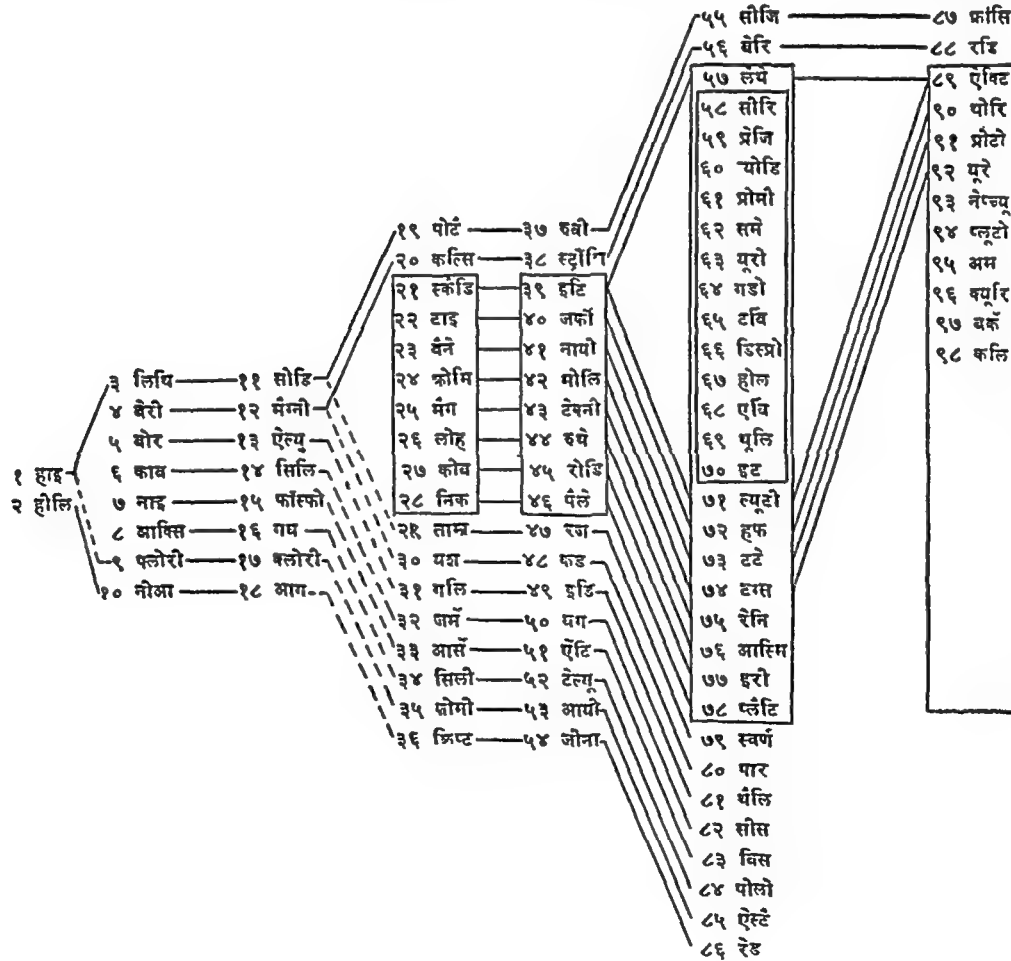 १ हाइ
२ हीलि
३ लिथि
४ बेरी
५ बोर
६ काब
७ नाइ
८ आक्सि
९ फ्लोरी
१० नीआ
११ सोडि
१२ मॅग्नी
१३ ऐल्यु
१४ सिलि
१५ फॉस्फो
१६ गध
१७ क्लोरी
१८ आग
१९ पोटॅ
२० कल्सि
२१ स्कॅडि
२२ टाइ
२३ वॅने
२४ क्रोमि
२५ मॅग
२६ लोह
२७ कोब
२८ निक
२९ ताम्र
३० यश
३१ गलि
३२ जर्मे
३३ आर्से
३४ सिली
३५ ब्रोमी
३६ क्रिप्ट
३७ रुबी
३८ स्ट्रौंशि
३९ इटि
४० जर्को
४१ नायो
४२ मोलि
४३ टेक्नी
४४ रुथे
४५ रोडि
४६ पैले
४७ रज
४८ कड
४९ इडि
५० वग
५१ ऐंटि
५२ टेल्यू
५३ आयो
५४ जीना
५५ सीजि
५६ बेरि
५७ लॅथे
५८ सीरि
५९ प्रेजि
६० योडि
६१ प्रोमी
६२ समे
६३ यूरो
६४ गडो
६५ टर्बि
६६ डिस्प्रो
६७ होल
६८ एर्बि
६९ थूलि
७० इट
७१ ल्यूटी
७२ हफ
७३ टटे
७४ टग्स
७५ रैनि
७६ आस्मि
७७ इरी
७८ प्लैटि
७९ स्वर्ण
८० पार
८१ थैलि
८२ सीस
८३ बिस
८४ पोलो
८५ ऐस्टॅ
८६ रेड
८७ फ्रांसि
८८ रडि
८९ ऐक्टि
९० थोरि
९१ प्रौटो
९२ यूरे
९३ नेप्च्यू
९४ प्लूटो
९५ अम
९६ क्यूरि
९७ बर्क
९८ कलि